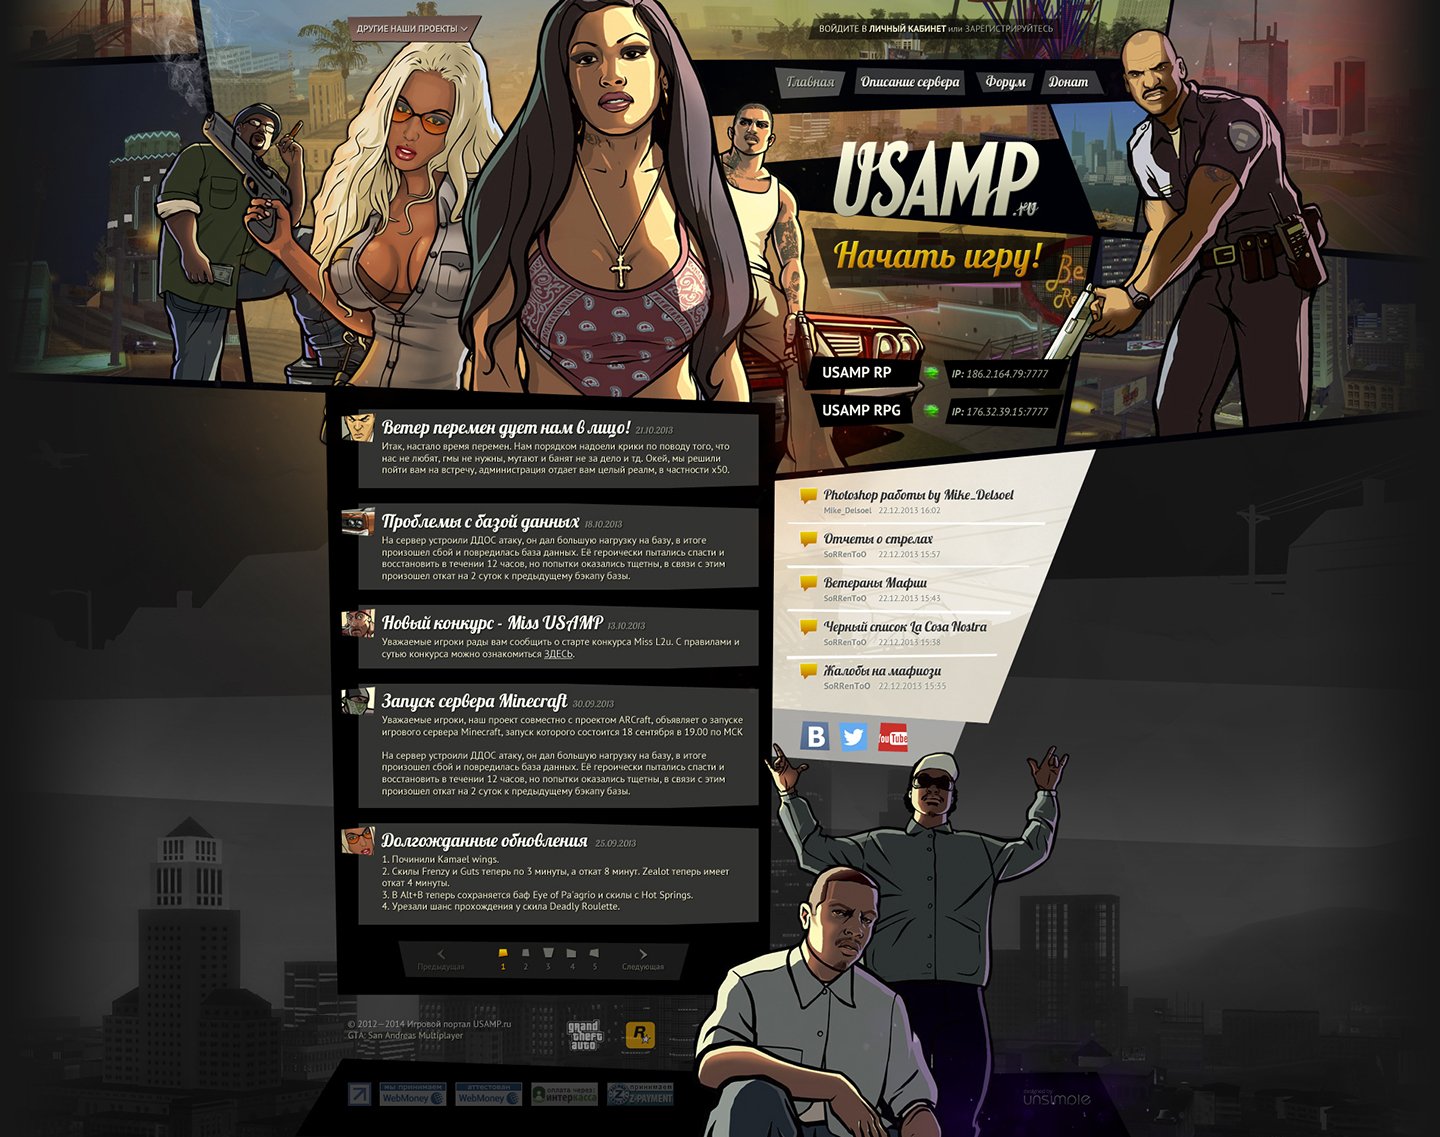 ДРУГИЕ НАШИ ПРОЕКТЫ
ВОЙДИТЕ В ЛИЧНЫЙ КАБИНЕТ или ЗАРЕГИСТРИРУЙТЕСЬ
Главная
Описание сервера
Форум
Донат
USAMP.ru
Начать игру!
Be
USAMP RP
IP: 186.2.164.79:7777
USAMP RPG
IP: 176.32.39.15:7777
Ветер перемен дует нам в лицо! 21.10.2013
Итак, настало время перемен. Нам порядком надоели крики по поводу того, что
нас не любят, гмы не нужны, мутают и банят не за дело и тд. Окей, мы решили
пойти вам на встречу, администрация отдает вам целый реалм, в частности x50.
Проблемы с базой данных 18.10.2013
На сервер устроили ДДОС атаку, он дал большую нагрузку на базу, в итоге
произошел сбой и повредилась база данных. Её героически пытались спасти и
восстановить в течении 12 часов, но попытки оказались тщетны, в связи с этим
произошел откат на 2 суток к предыдущему бэкапу базы.
Новый конкурс - Miss USAMP 13.10.2013
Уважаемые игроки рады вам сообщить о старте конкурса Miss L2u. С правилами и
сутью конкурса можно ознакомиться ЗДЕСЬ.
Запуск сервера Minecraft 30.09.2013
Уважаемые игроки, наш проект совместно с проектом ARCraft, объявляет о запуске
игрового сервера Minecraft, запуск которого состоится 18 сентября в 19.00 по МСК
На сервер устроили ДДОС атаку, он дал большую нагрузку на базу, в итоге
произошел сбой и повредилась база данных. Её героически пытались спасти и
восстановить в течении 12 часов, но попытки оказались тщетны, в связи с этим
произошел откат на 2 суток к предыдущему бэкапу базы.
Долгожданные обновления 25.09.2013
1. Починили Kamael wings.
2. Скилы Frenzy и Guts теперь по 3 минуты, а откат 8 минут. Zealot теперь имеет
откат 4 минуты.
3. В Alt+B теперь сохраняется баф Eye of Pa'agrio и скилы с Hot Springs.
4. Урезали шанс прохождения у скила Deadly Roulette.
Предыдущая 1 2 3 4 5 Следующая
Photoshop работы by Mike_Delsoel
Mike_Delsoel 22.12.2013 16:02
Отчеты о стрелах
SoRRenToO 22.12.2013 15:57
Ветераны Мафии
SoRRenToO 22.12.2013 15:43
Черный список La Cosa Nostra
SoRRenToO 22.12.2013 15:38
Жалобы на мафиози
SoRRenToO 22.12.2013 15:35
B
YouTube
© 2012—2014 Игровой портал USAMP.ru
GTA: San Andreas Multiplayer
grand
theft
auto
R
мы принимаем
WebMoney
аттестован
WebMoney
оплата через:
интеркасса
принимаем
Z-PAYMENT
designed by
unsimple